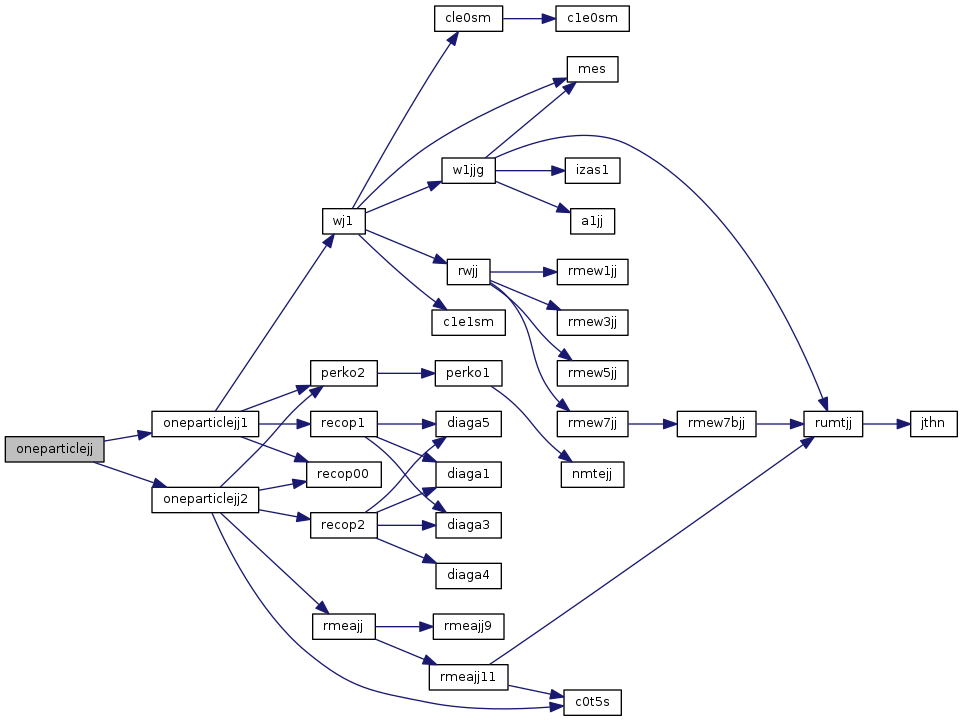 cle0sm
c1e0sm
mes
w1jjg
izas1
wj1
a1jj
rwjj
rmew1jj
c1e1sm
rmew3jj
perko2
perko1
rmew5jj
oneparticlejj1
recop1
diaga5
rmew7jj
rmew7bjj
rumtjj
jthn
oneparticlejj
recop00
diaga1
nmtejj
oneparticlejj2
recop2
diaga3
diaga4
rmeajj
rmeajj9
rmeajj11
c0t5s